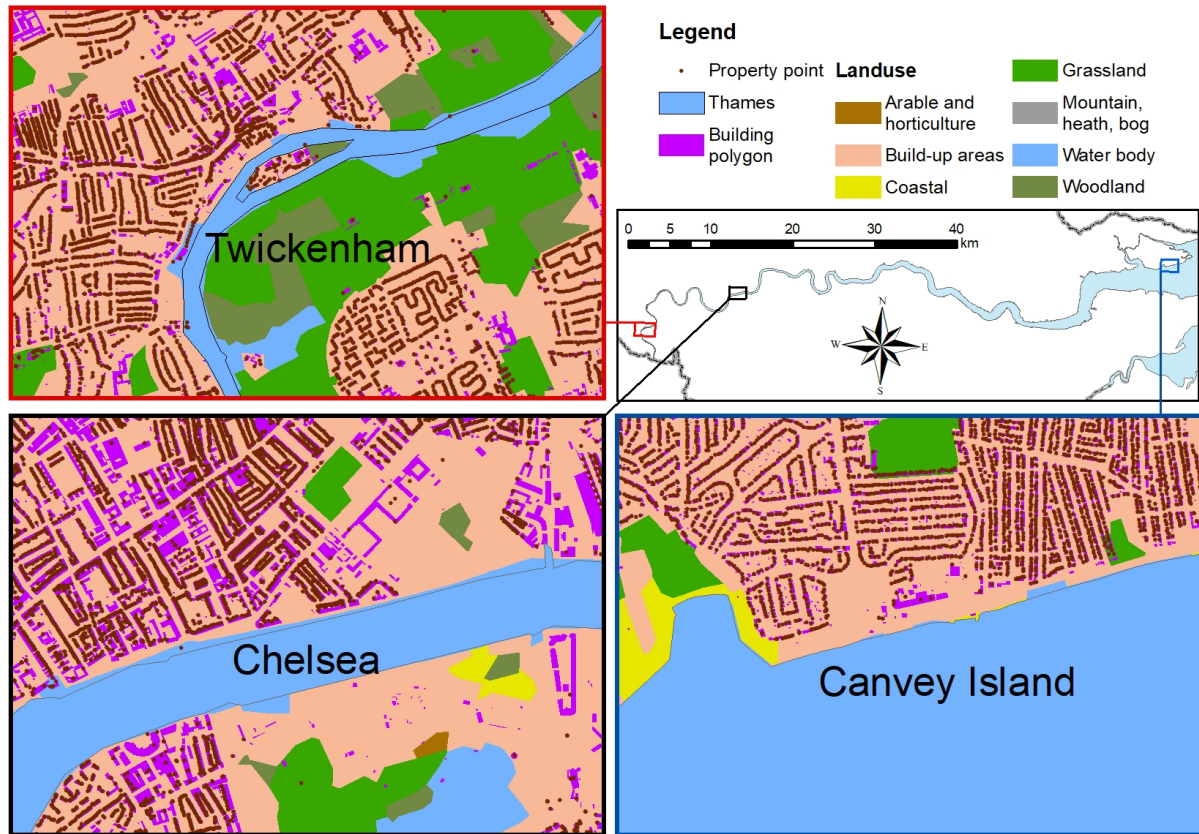 Twickenham
Legend
Property point
Thames
Building
polygon
Landuse
Arable and
horticulture
Build-up areas
Coastal
Grassland
Mountain,
heath, bog
Water body
Woodland
0 5 10 20 30 40
km
N
W E
S
Chelsea
Canvey Island